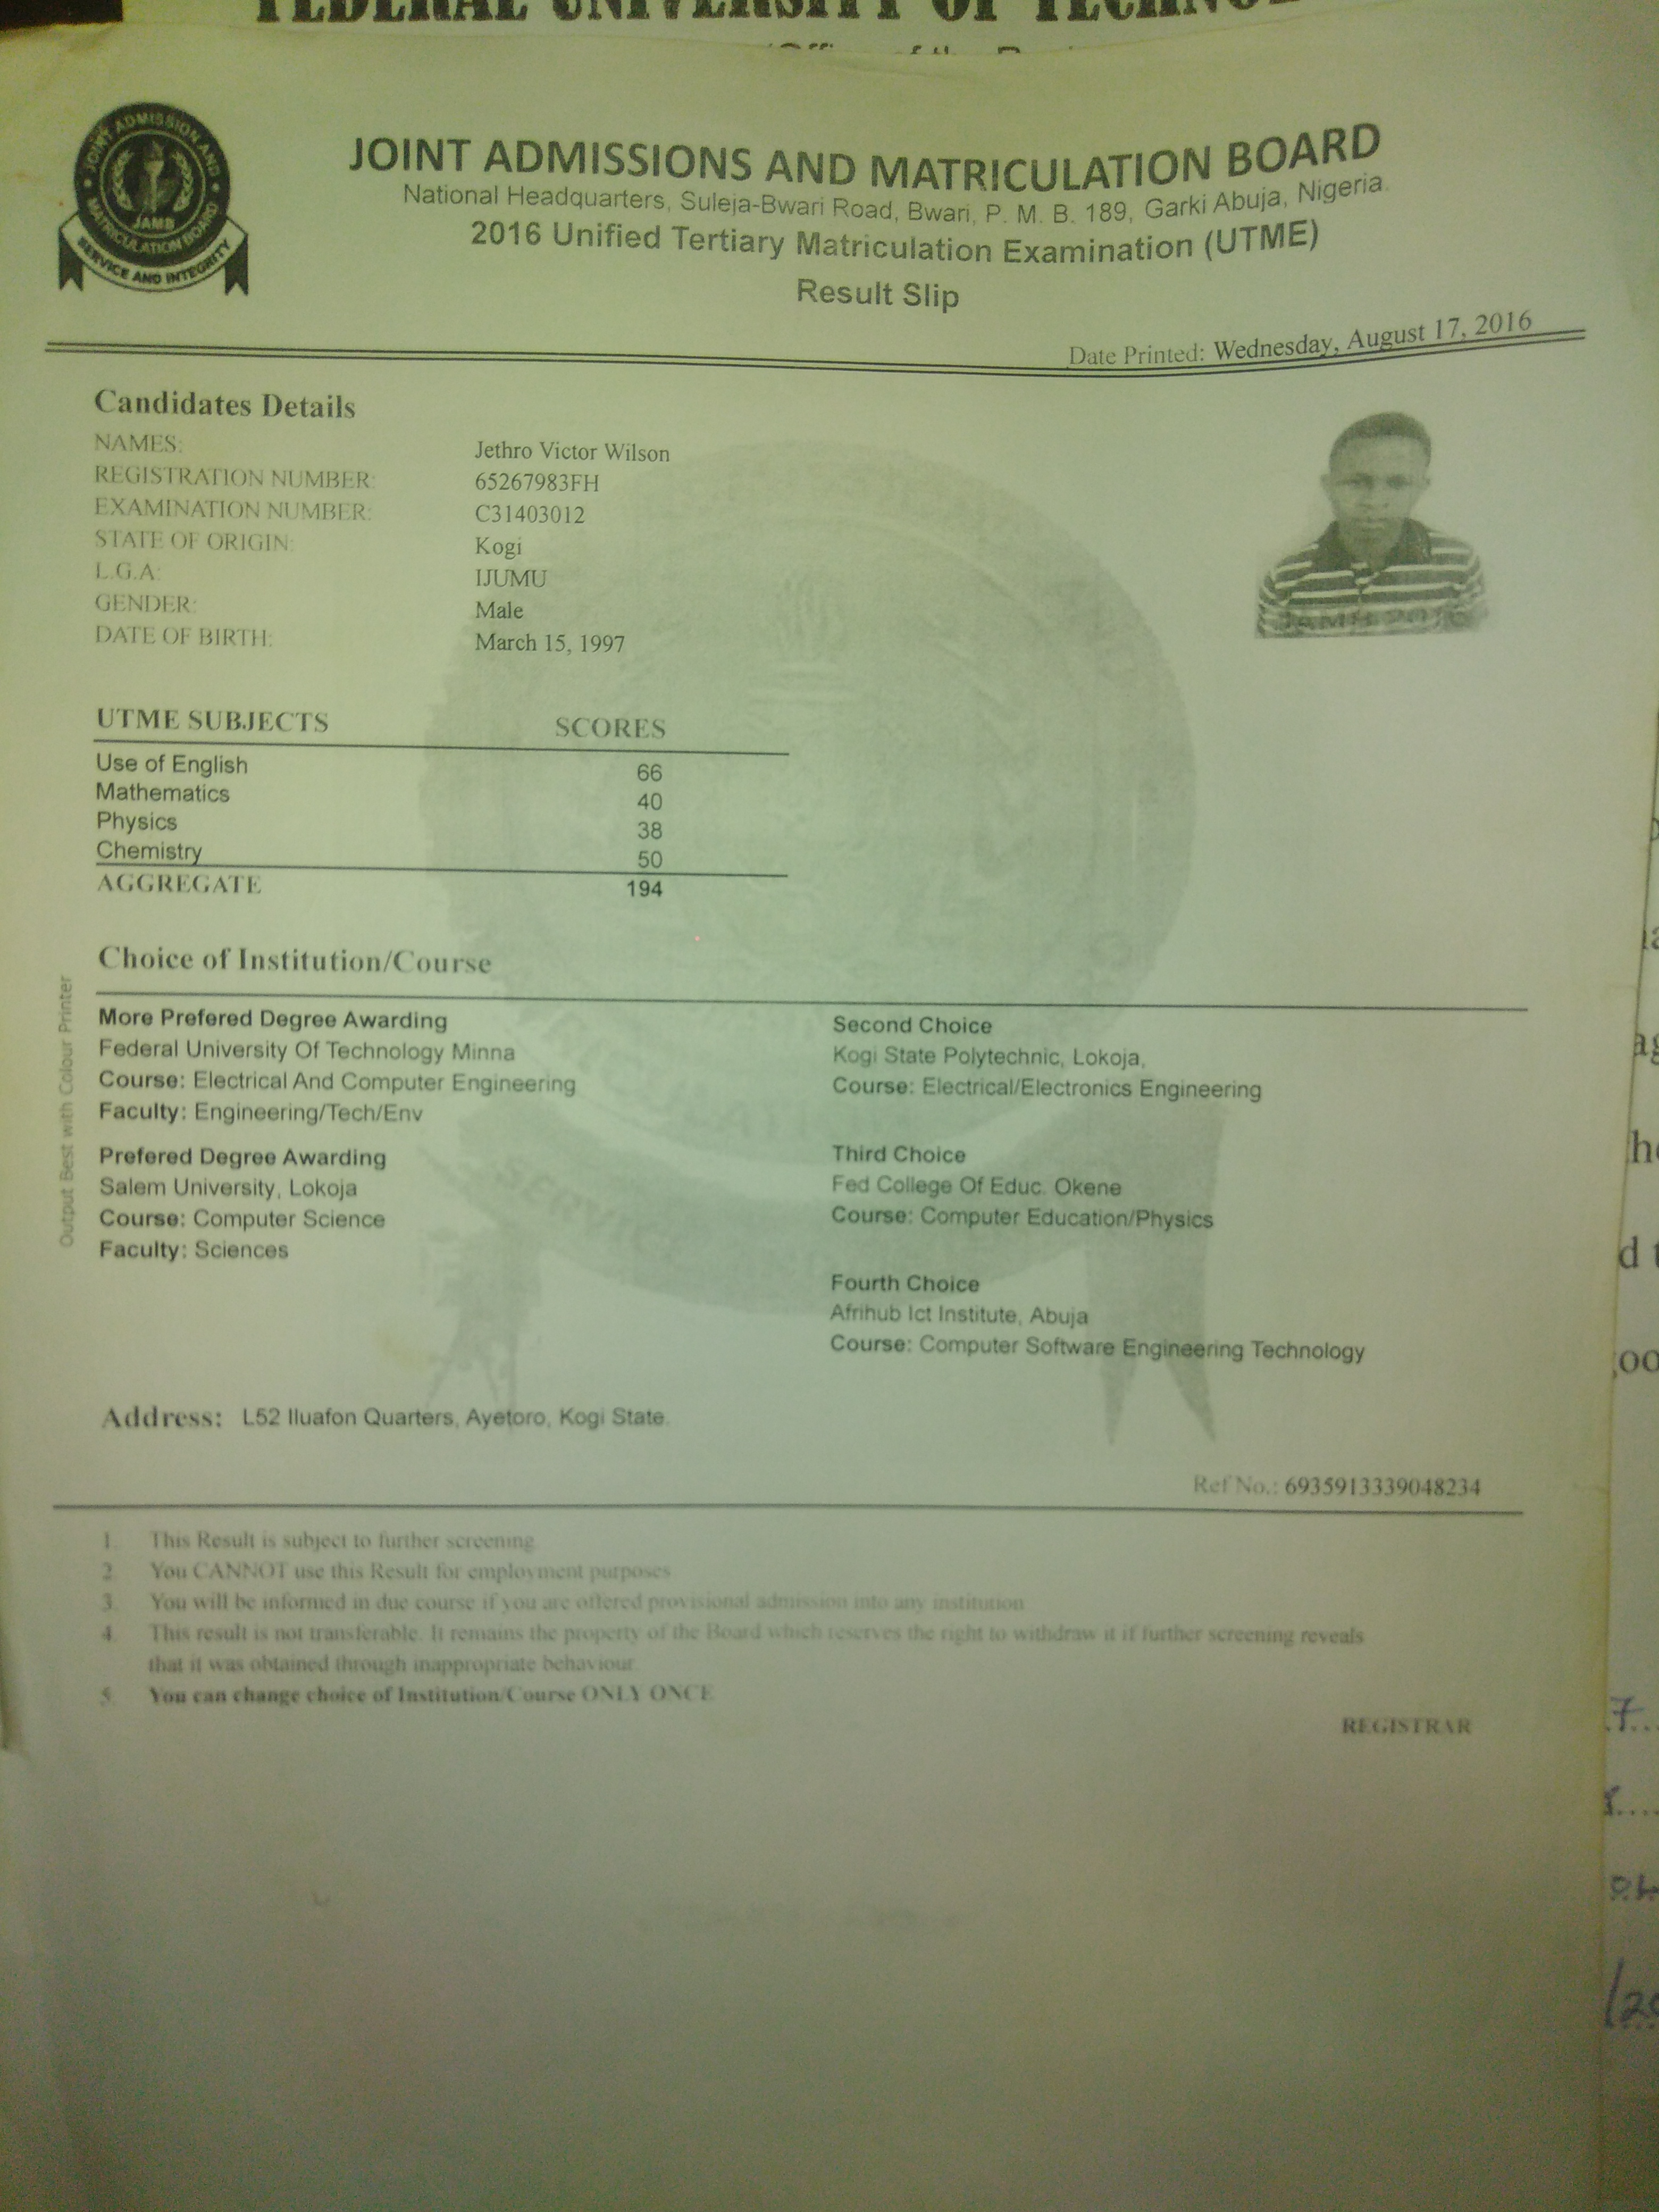 FEDERAL UNIVERSITY OF
JOINT ADMISSION AND
MATRICULATION BOARD
JAMB
SERVICE AND INTEGRITY
JOINT ADMISSIONS AND MATRICULATION BOARD
National Headquarters, Suleja-Bwari Road, Bwari, P. M. B. 189, Garki Abuja, Nigeria.
2016 Unified Tertiary Matriculation Examination (UTME)
Result Slip
Date Printed: Wednesday, August 17, 2016
Candidates Details
NAMES: Jethro Victor Wilson
REGISTRATION NUMBER: 65267983FH
EXAMINATION NUMBER: C31403012
STATE OF ORIGIN: Kogi
L.G.A: IJUMU
GENDER: Male
DATE OF BIRTH: March 15, 1997
UTME SUBJECTS SCORES
Use of English 66
Mathematics 40
Physics 38
Chemistry 50
AGGREGATE 194
Choice of Institution/Course
More Prefered Degree Awarding
Federal University Of Technology Minna
Course: Electrical And Computer Engineering
Faculty: Engineering/Tech/Env
Prefered Degree Awarding
Salem University, Lokoja
Course: Computer Science
Faculty: Sciences
Second Choice
Kogi State Polytechnic, Lokoja,
Course: Electrical/Electronics Engineering
Third Choice
Fed College Of Educ. Okene
Course: Computer Education/Physics
Fourth Choice
Afrihub Ict Institute, Abuja
Course: Computer Software Engineering Technology
Output Best with Colour Printer
Address: L52 Iluafon Quarters, Ayetoro, Kogi State.
Ref No.: 6935913339048234
1. This Result is subject to further screening
2. You CANNOT use this Result for employment purposes
3. You will be informed in due course if you are offered provisional admission into any institution
4. This result is not transferable. It remains the property of the Board which reserves the right to withdraw it if further screening reveals
that it was obtained through inappropriate behaviour.
5. You can change choice of Institution/Course ONLY ONCE
REGISTRAR